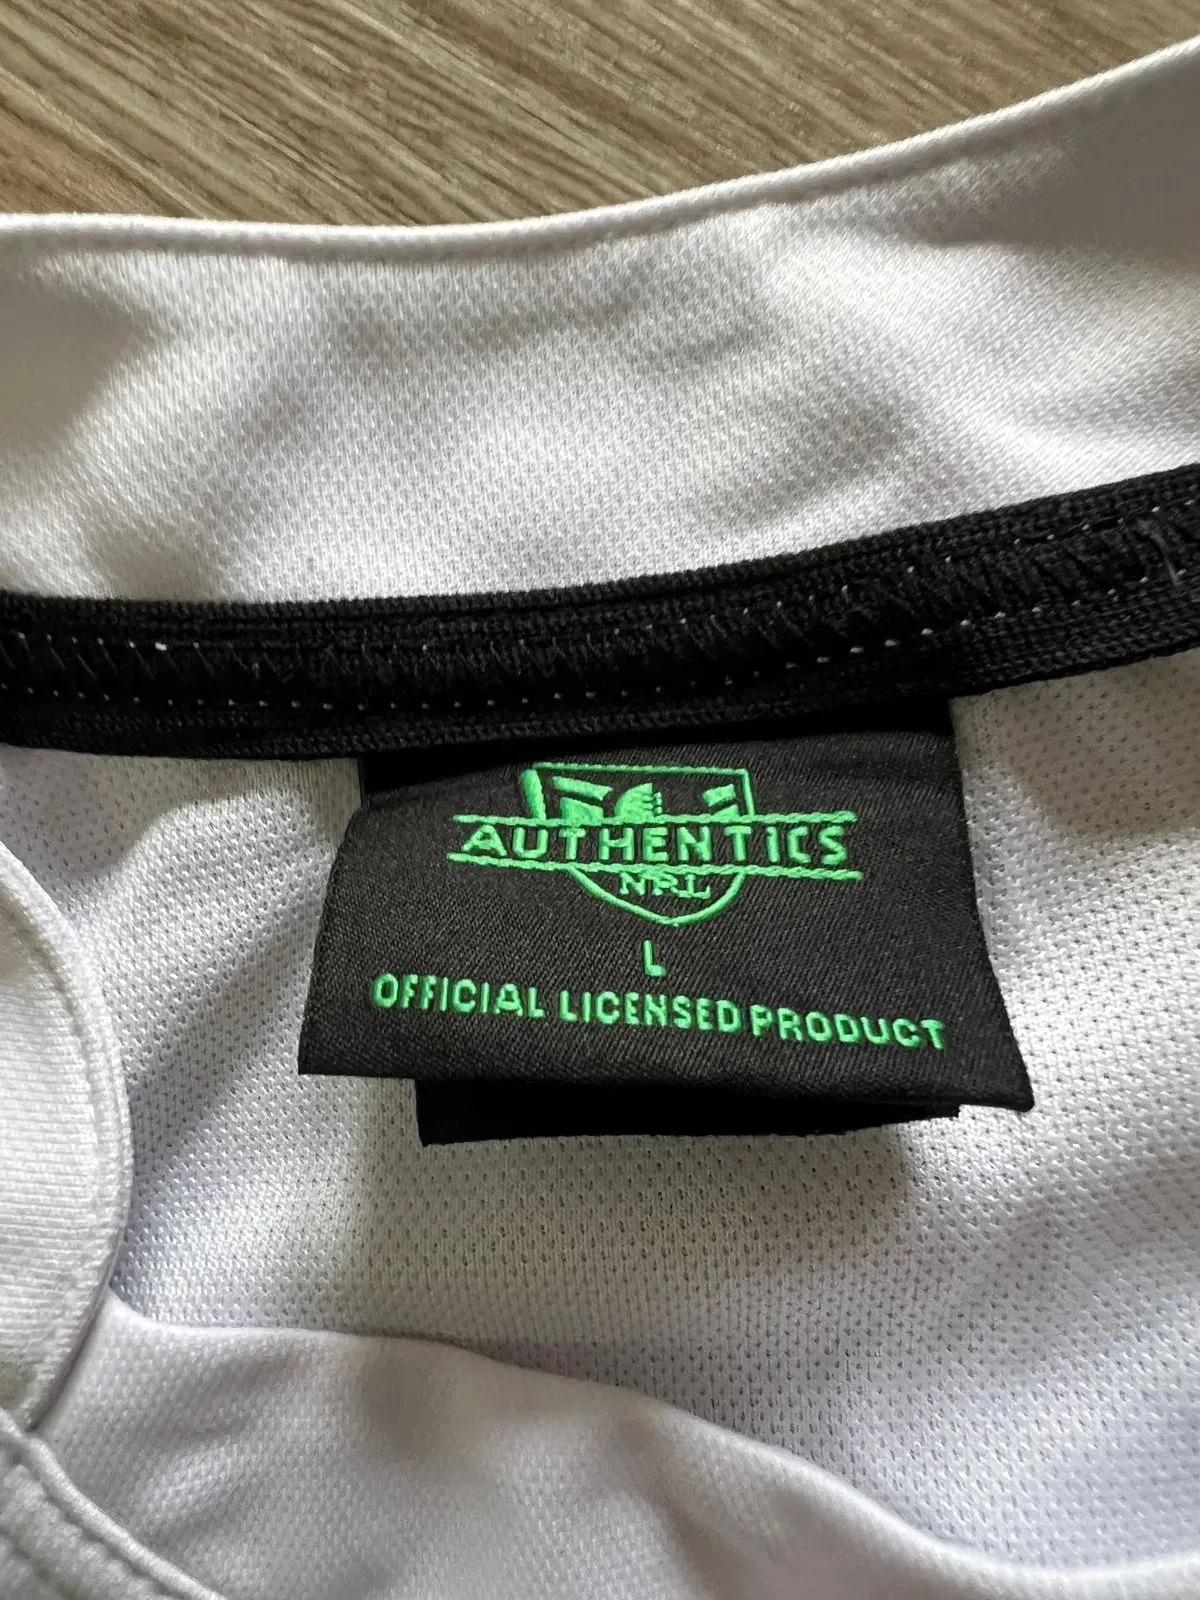 AUTHENTICS
NRL
L
OFFICIAL LICENSED PRODUCT